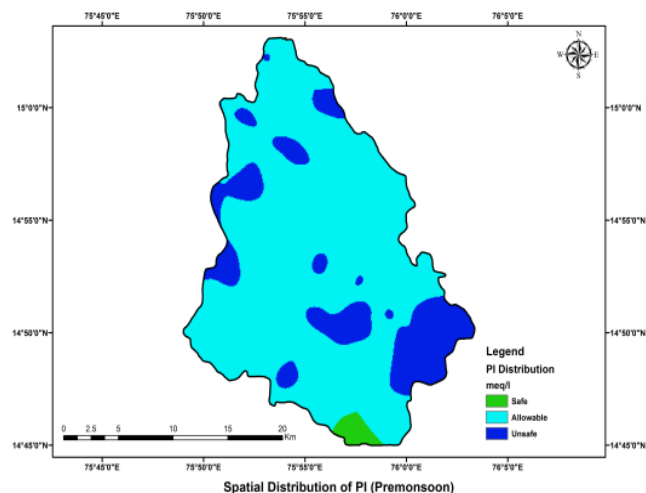 75°45'0"E 75°50'0"E 75°55'0"E 76°0'0"E 76°5'0"E
N
W E
S
15°0'0"N 15°0'0"N
14°55'0"N 14°55'0"N
14°50'0"N 14°50'0"N
14°45'0"N 14°45'0"N
Legend
PI Distribution
meq/l
Safe
Allowable
Unsafe
0 2.5 5 10 15 20
Km
75°45'0"E 75°50'0"E 75°55'0"E 76°0'0"E 76°5'0"E
Spatial Distribution of PI (Premonsoon)